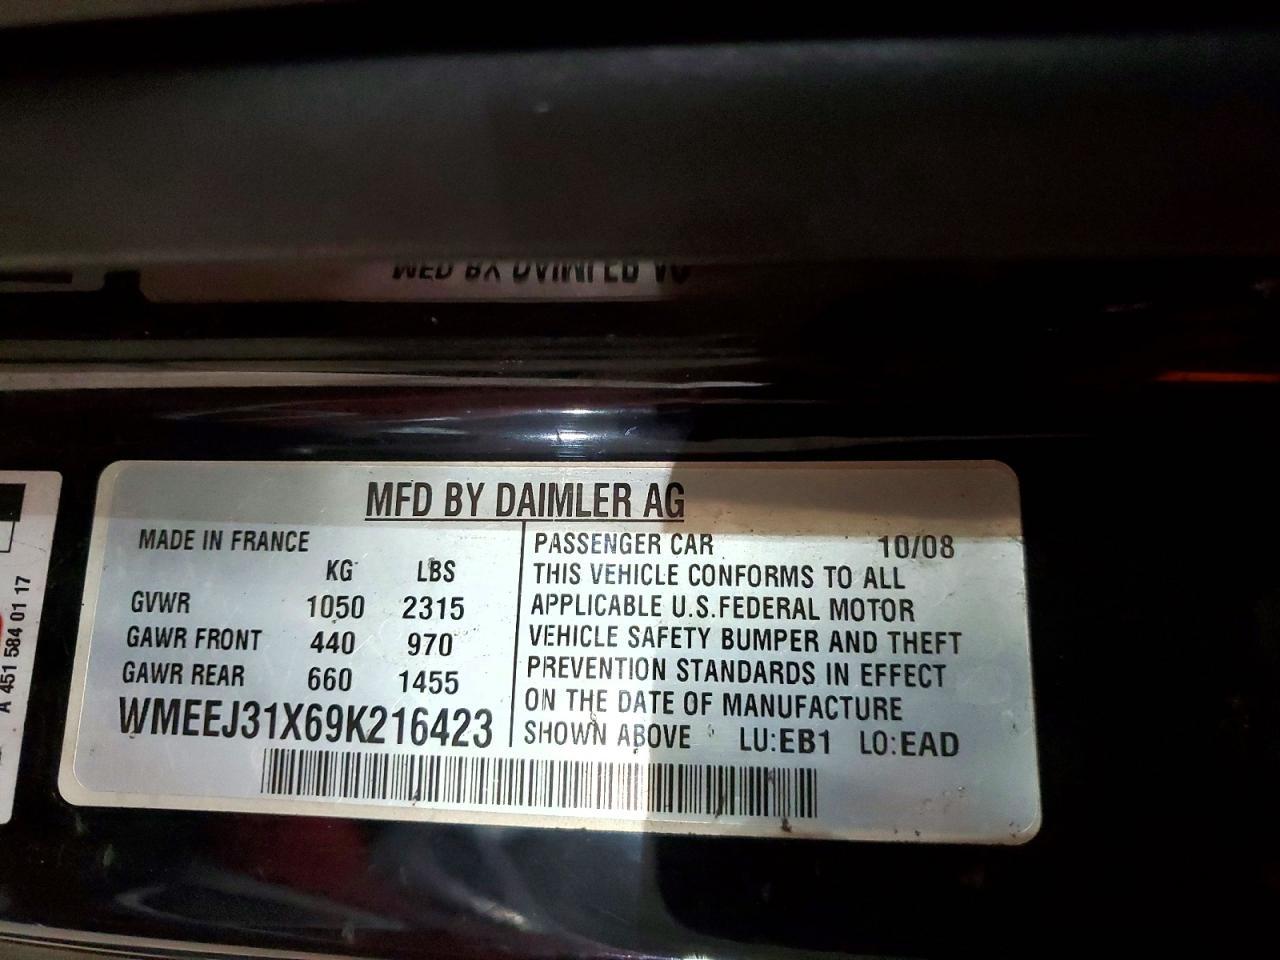 MFD BY DAIMLER AG
MADE IN FRANCE
KG LBS
GVWR 1050 2315
GAWR FRONT 440 970
GAWR REAR 660 1455
WMEEJ31X69K216423
PASSENGER CAR 10/08
THIS VEHICLE CONFORMS TO ALL
APPLICABLE U.S.FEDERAL MOTOR
VEHICLE SAFETY BUMPER AND THEFT
PREVENTION STANDARDS IN EFFECT
ON THE DATE OF MANUFACTURE
SHOWN ABOVE LU:EB1 LO:EAD
A 451 584 01 17